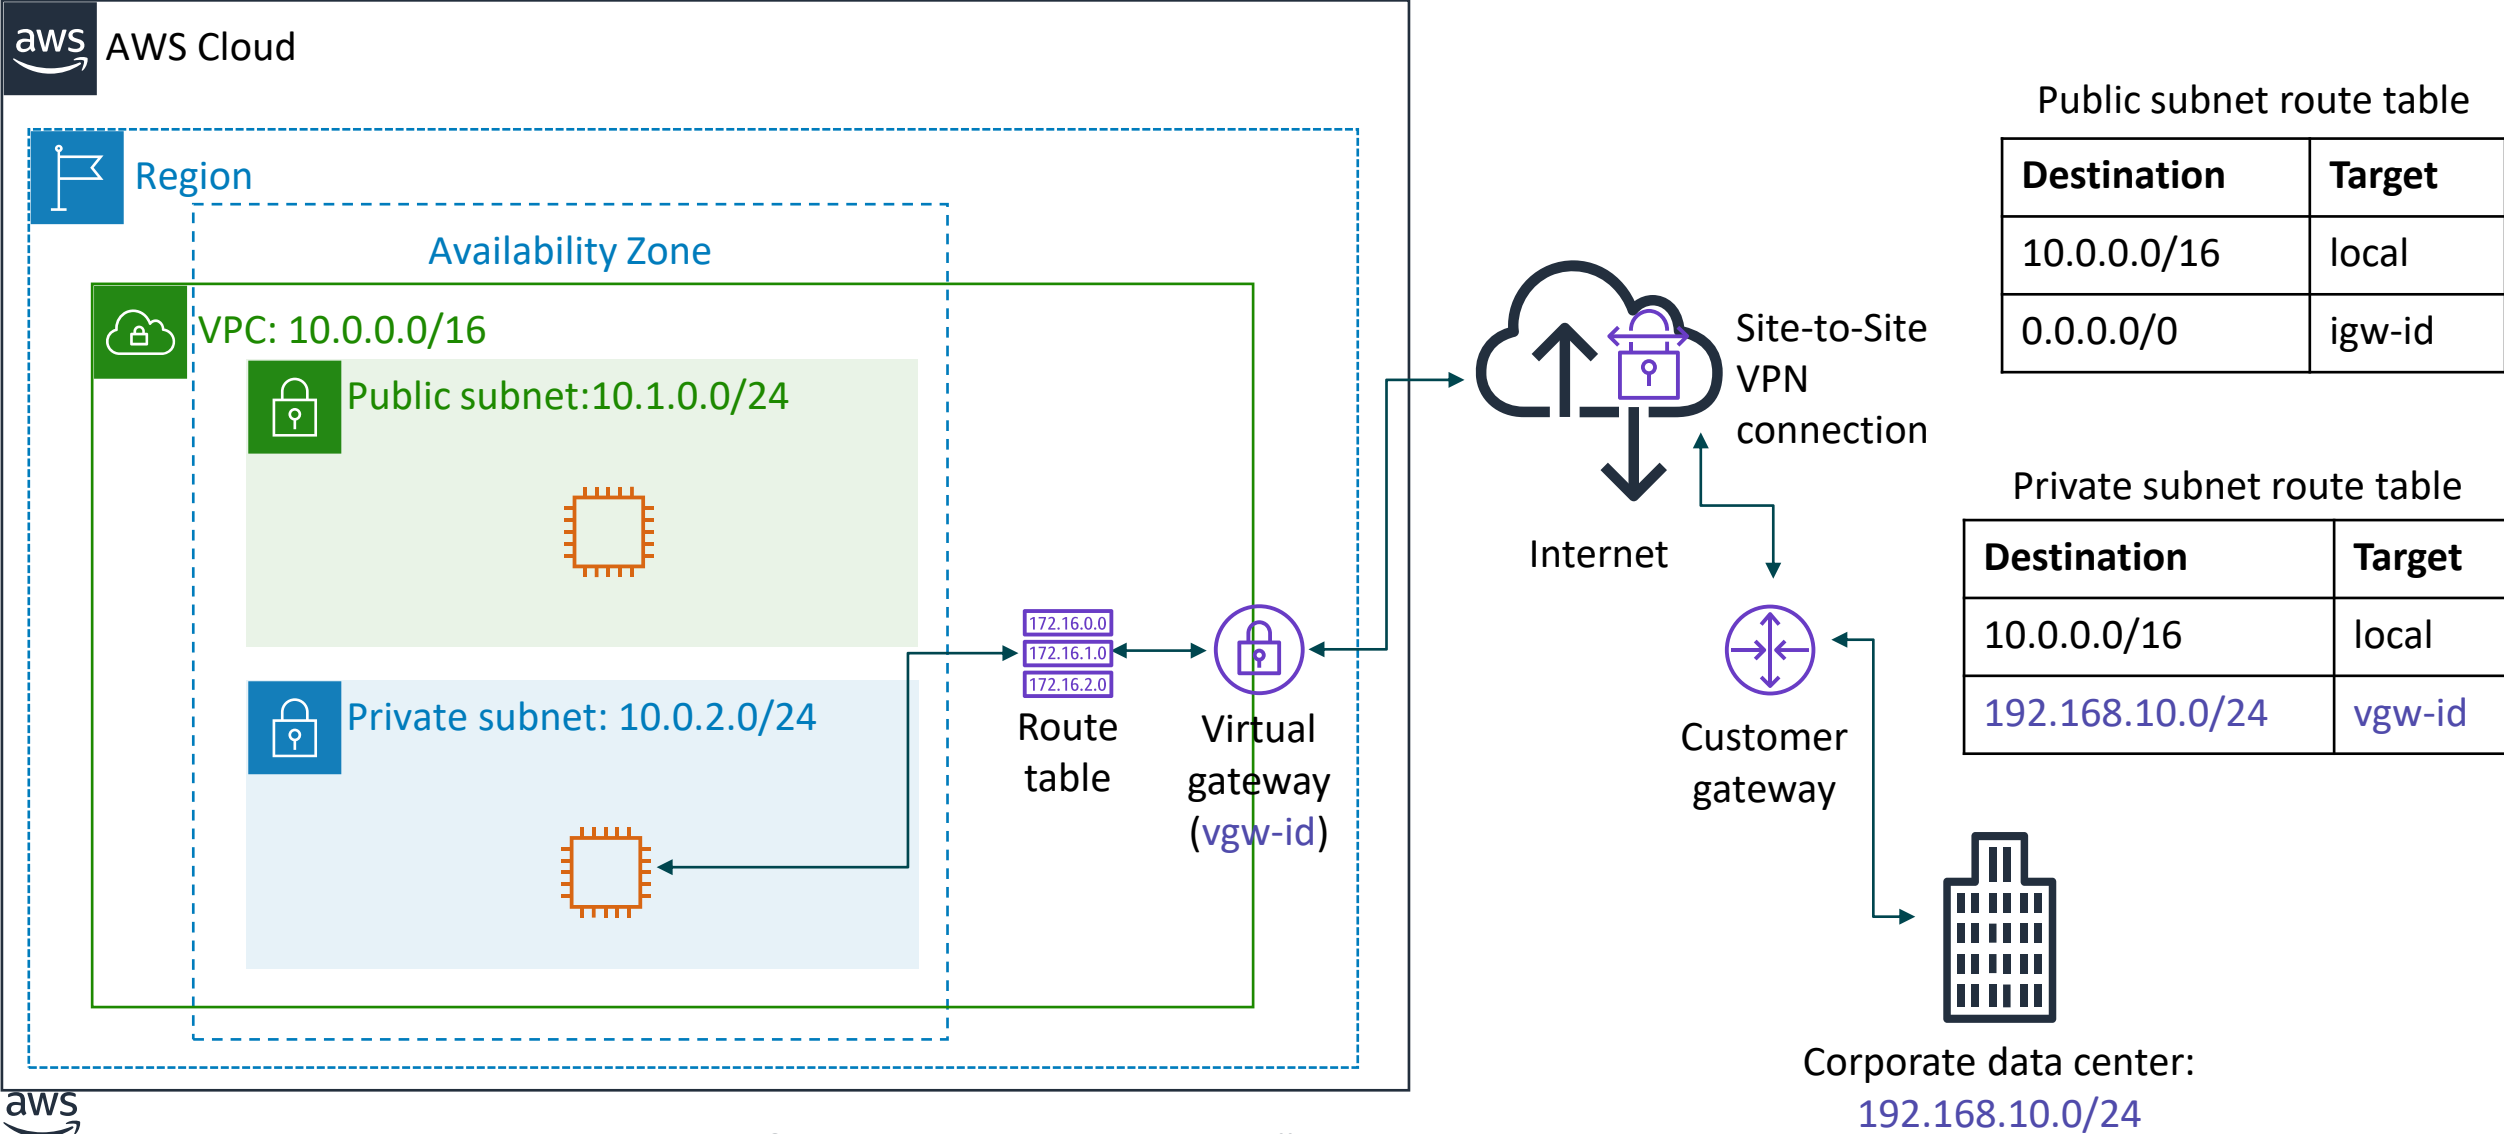 aws
AWS Cloud
Region
Availability Zone
VPC: 10.0.0.0/16
Public subnet:10.1.0.0/24
Private subnet: 10.0.2.0/24
172.16.0.0
172.16.1.0
172.16.2.0
Route
table
Virtual
gateway
(vgw-id)
Site-to-Site
VPN
connection
Internet
Customer
gateway
Corporate data center:
192.168.10.0/24
Public subnet route table
Destination Target
10.0.0.0/16 local
0.0.0.0/0 igw-id
Private subnet route table
Destination Target
10.0.0.0/16 local
192.168.10.0/24 vgw-id
aws